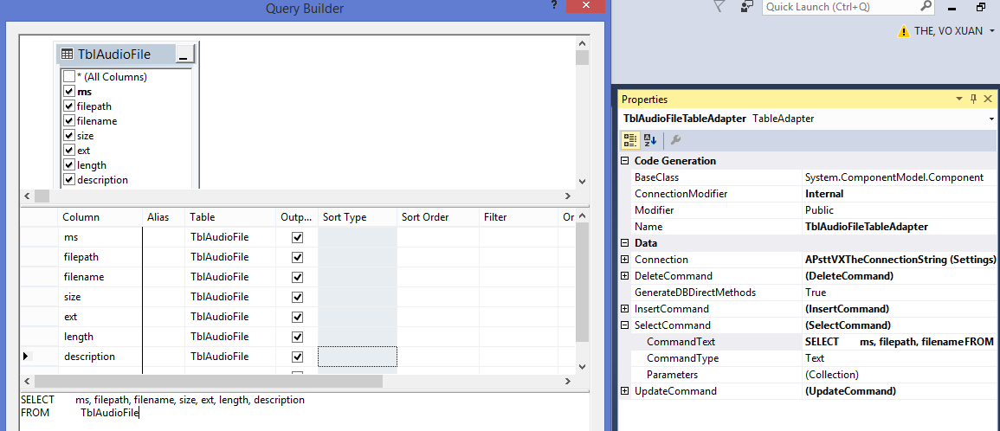 Query Builder
?
TblAudioFile
* (All Columns)
ms
filepath
filename
size
ext
length
description
Column Alias Table Outp... Sort Type Sort Order Filter Or
ms TblAudioFile
filepath TblAudioFile
filename TblAudioFile
size TblAudioFile
ext TblAudioFile
length TblAudioFile
description TblAudioFile
SELECT ms, filepath, filename, size, ext, length, description
FROM TblAudioFile
Quick Launch (Ctrl+Q)
THE, VO XUAN
Properties
TblAudioFileTableAdapter TableAdapter
Code Generation
BaseClass System.ComponentModel.Component
ConnectionModifier Internal
Modifier Public
Name TblAudioFileTableAdapter
Data
Connection APsttVXTheConnectionString (Settings)
DeleteCommand (DeleteCommand)
GenerateDBDirectMethods True
InsertCommand (InsertCommand)
SelectCommand (SelectCommand)
CommandText SELECT ms, filepath, filenameFROM
CommandType Text
Parameters (Collection)
UpdateCommand (UpdateCommand)